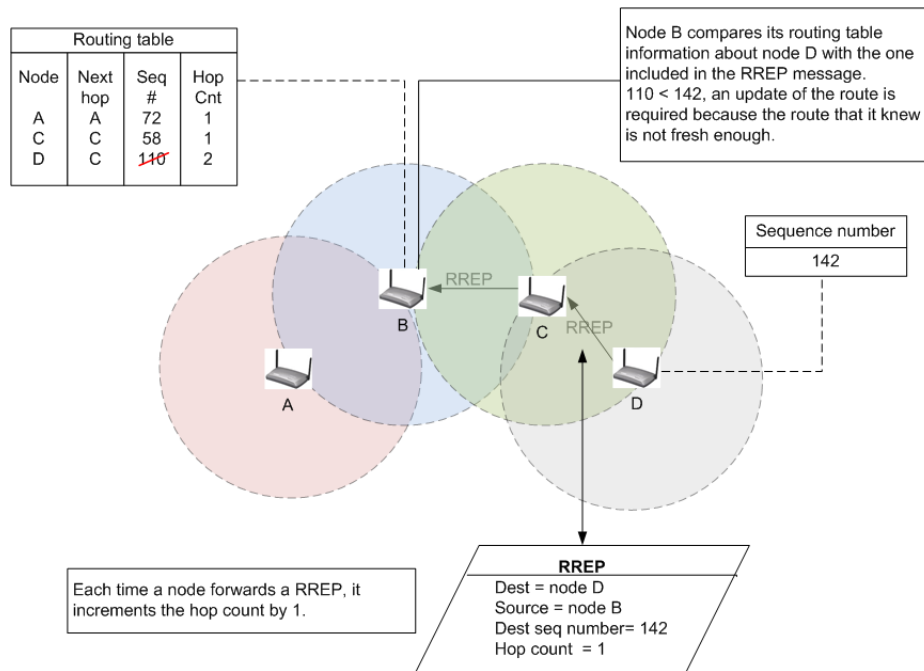 Routing table
Node Next hop Seq # Hop Cnt
A A 72 1
C C 58 1
D C 110 2
Node B compares its routing table
information about node D with the one
included in the RREP message.
110 < 142, an update of the route is
required because the route that it knew
is not fresh enough.
Sequence number
142
RREP
B
C
RREP
A
D
Each time a node forwards a RREP, it
increments the hop count by 1.
RREP
Dest = node D
Source = node B
Dest seq number= 142
Hop count = 1